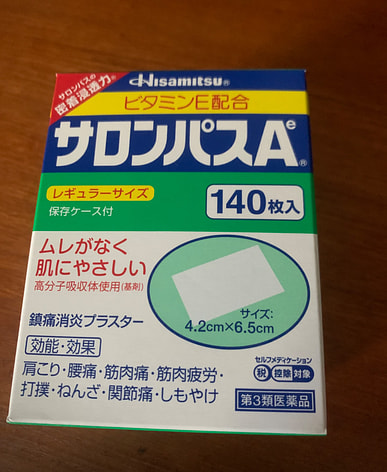 サロンパスの
密着浸透力®
Hisamitsu®
ビタミンE配合
サロンパスAe®
レギュラーサイズ
保存ケース付
140枚入
ムレがなく
肌にやさしい
高分子吸収体使用(基剤)
サイズ:
4.2cm×6.5cm
鎮痛消炎プラスター
効能・効果
肩こり・腰痛・筋肉痛・筋肉疲労・
打撲・ねんざ・関節痛・しもやけ
セルフメディケーション
税 控除 対象
第3類医薬品